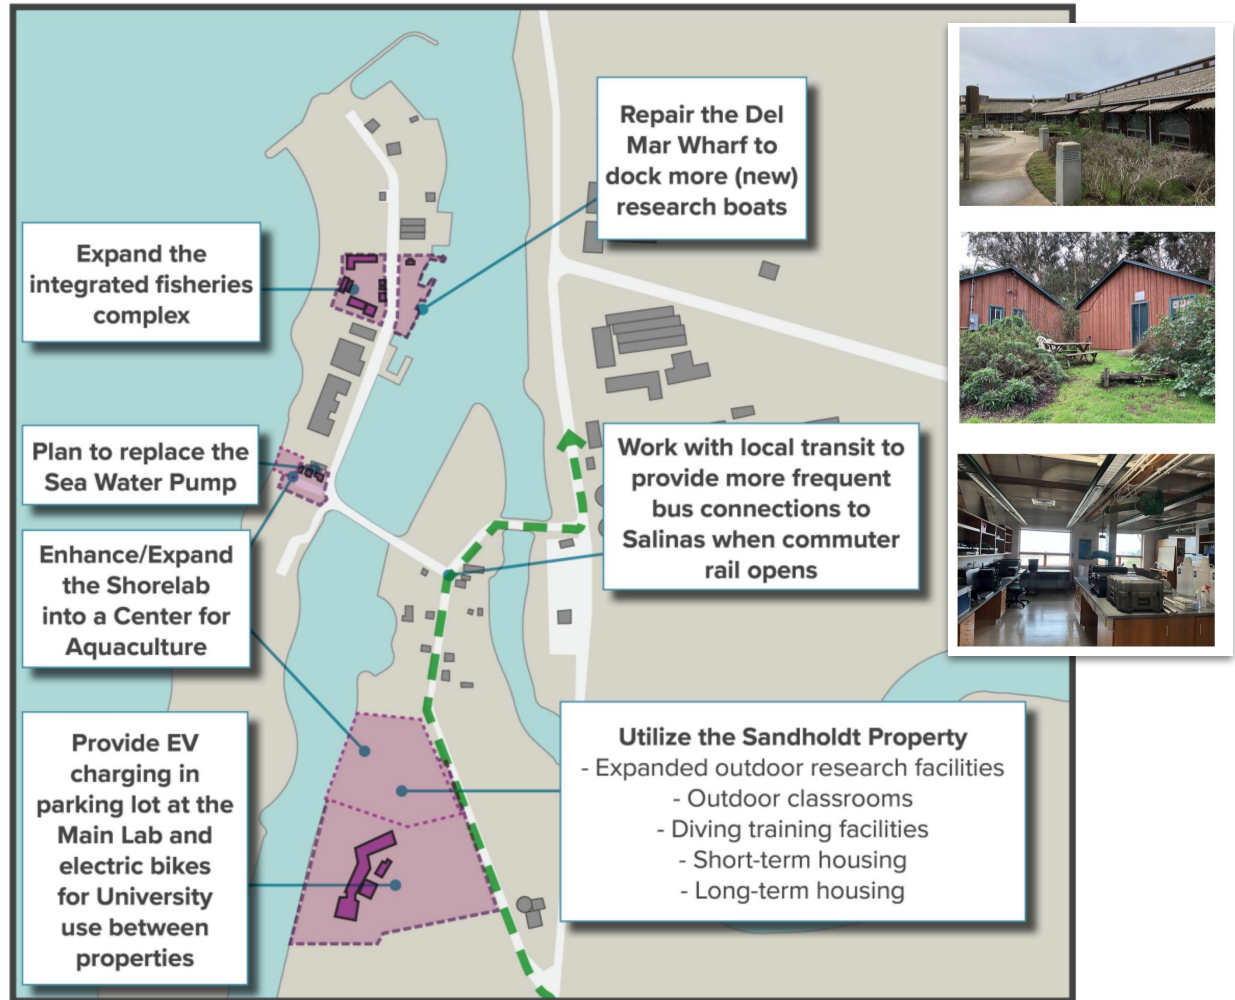 Repair the Del
Mar Wharf to
dock more (new)
research boats
Expand the
integrated fisheries
complex
Plan to replace the
Sea Water Pump
Work with local transit to
provide more frequent
bus connections to
Salinas when commuter
rail opens
Enhance/Expand
the Shorelab
into a Center for
Aquaculture
Provide EV
charging in
parking lot at the
Main Lab and
electric bikes
for University
use between
properties
Utilize the Sandholdt Property
- Expanded outdoor research facilities
- Outdoor classrooms
- Diving training facilities
- Short-term housing
- Long-term housing